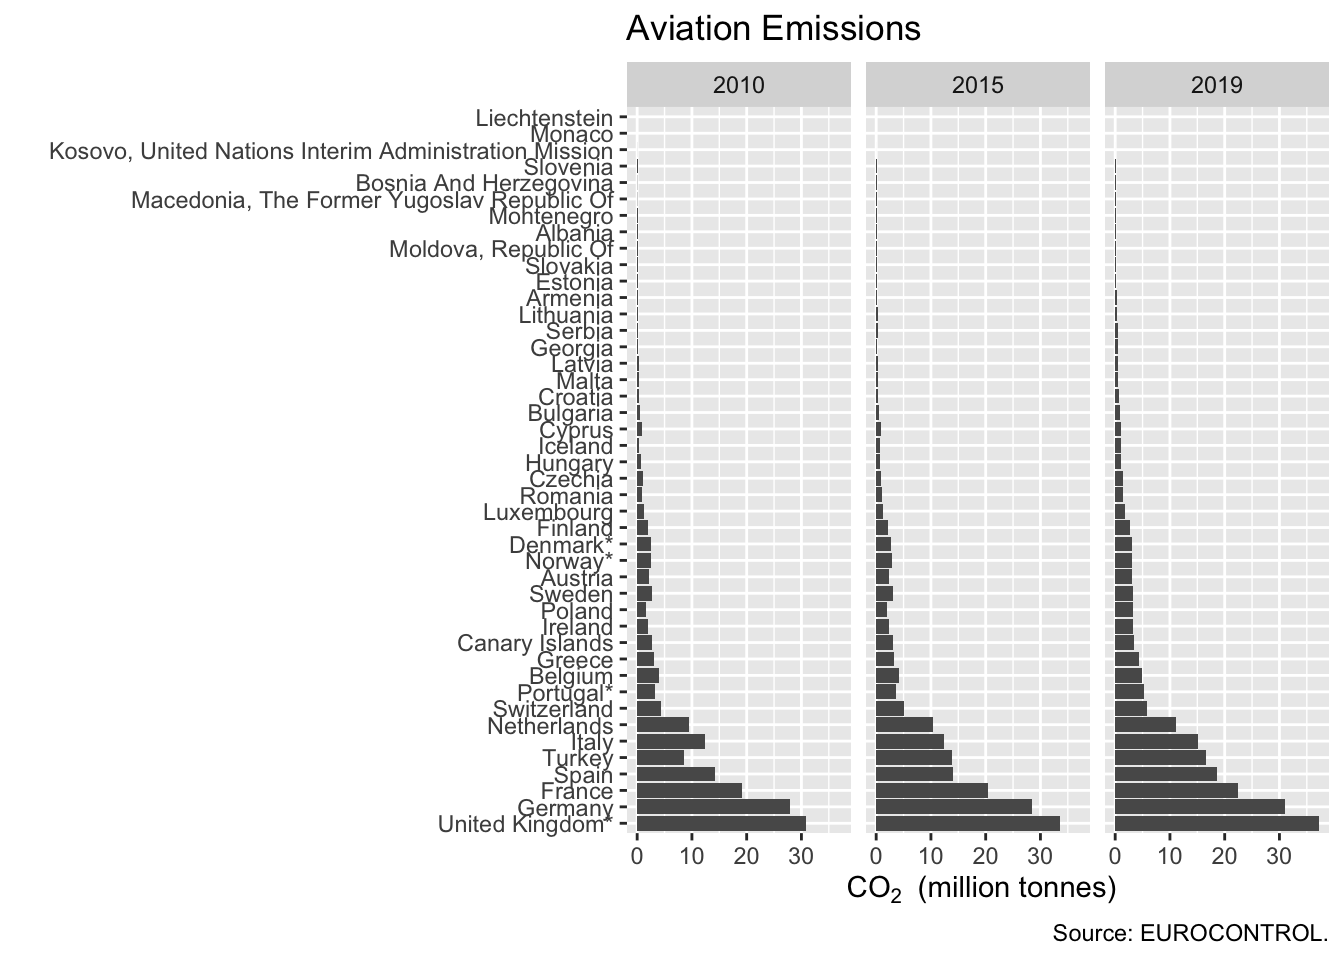 Aviation Emissions
2010 2015 2019
Liechtenstein
Monaco
Kosovo, United Nations Interim Administration Mission
Slovenia
Bosnia And Herzegovina
Macedonia, The Former Yugoslav Republic Of
Montenegro
Albania
Moldova, Republic Of
Slovakia
Estonia
Armenia
Lithuania
Serbia
Georgia
Latvia
Malta
Croatia
Bulgaria
Cyprus
Iceland
Hungary
Czechia
Romania
Luxembourg
Finland
Denmark*
Norway*
Austria
Sweden
Poland
Ireland
Canary Islands
Greece
Belgium
Portugal*
Switzerland
Netherlands
Italy
Turkey
Spain
France
Germany
United Kingdom*
0 10 20 30 0 10 20 30 0 10 20 30
CO₂ (million tonnes)
Source: EUROCONTROL.